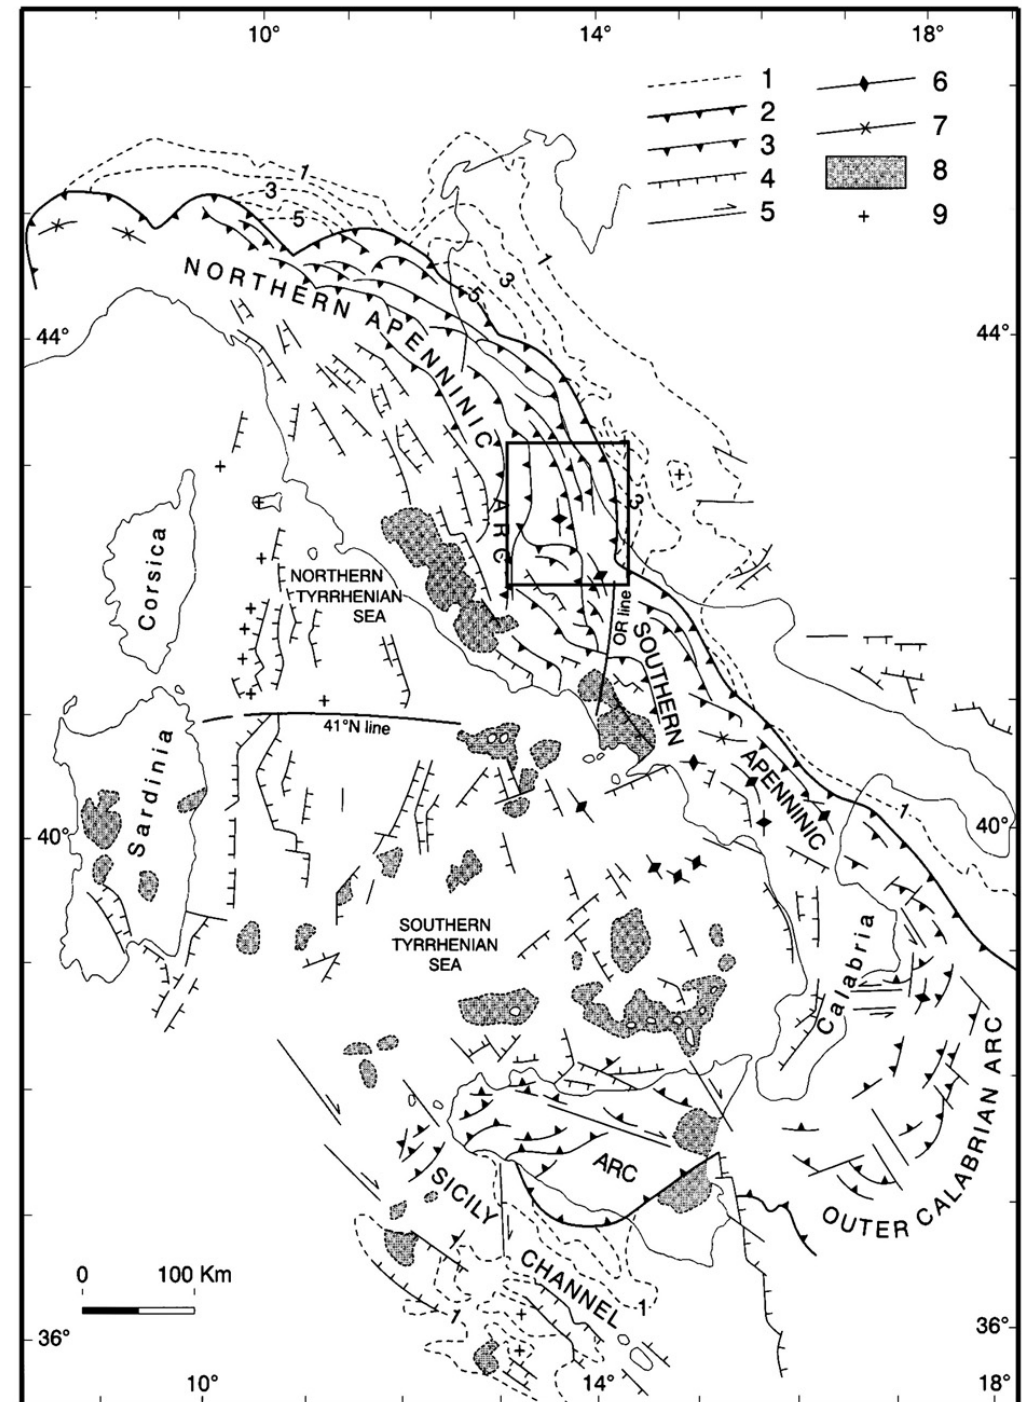 10° 14° 18°
1 6
2
3 7
4 8
5 9
1
3
5
1
3
5
NORTHERN APENNINIC ARC
44° 44°
3
Corsica
NORTHERN
TYRRHENIAN
SEA
OR line
SOUTHERN
APENNINIC
41°N line
Sardinia
1
40° 40°
SOUTHERN
TYRRHENIAN
SEA
Calabria
ARC
SICILY
CHANNEL
OUTER CALABRIAN ARC
0 100 Km
1
1
36° 36°
10° 14° 18°